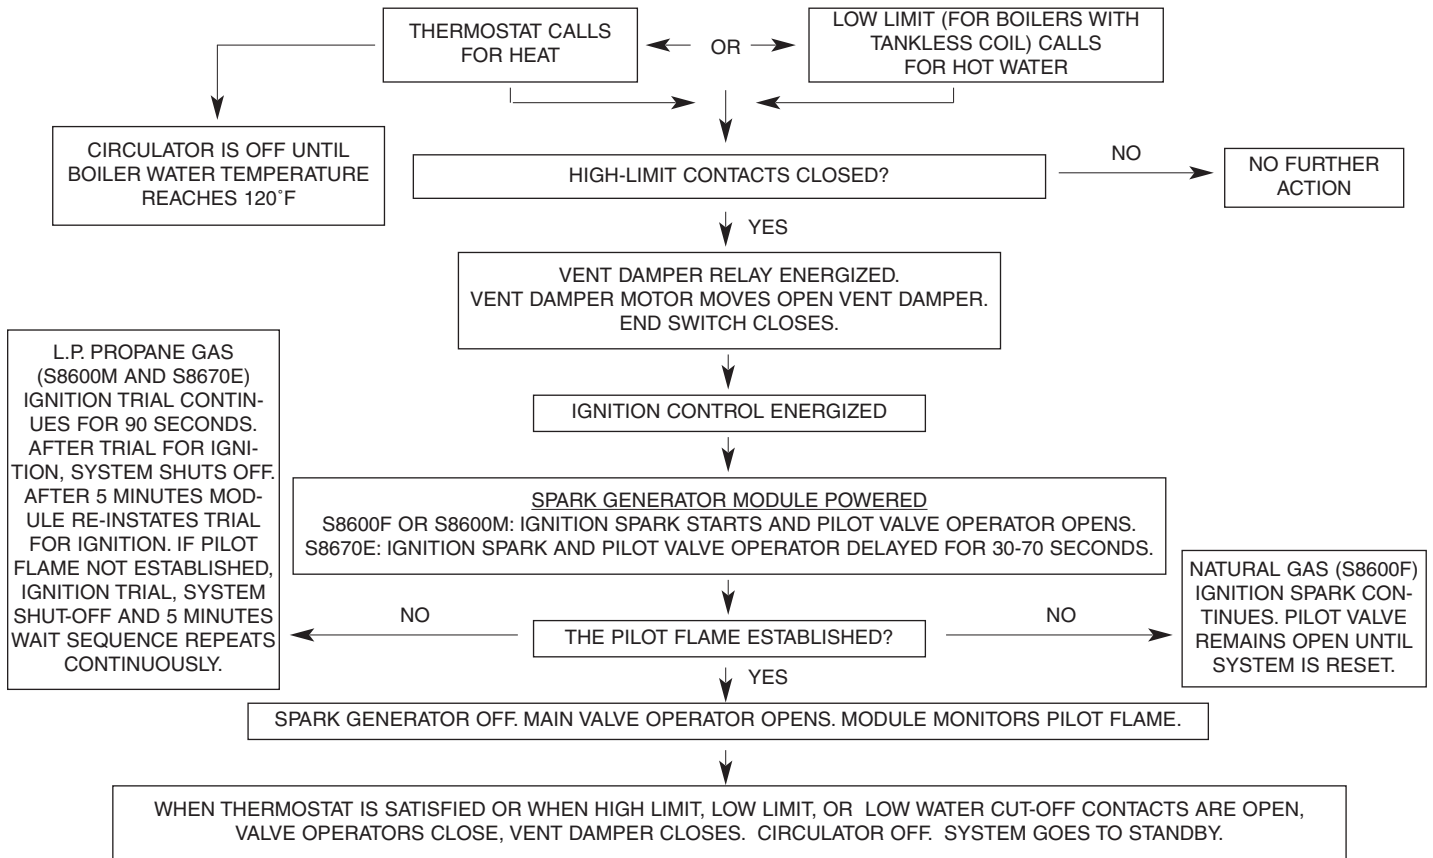 THERMOSTAT CALLS
FOR HEAT
OR
LOW LIMIT (FOR BOILERS WITH
TANKLESS COIL) CALLS
FOR HOT WATER
CIRCULATOR IS OFF UNTIL
BOILER WATER TEMPERATURE
REACHES 120˚F
HIGH-LIMIT CONTACTS CLOSED?
NO
NO FURTHER
ACTION
YES
VENT DAMPER RELAY ENERGIZED.
VENT DAMPER MOTOR MOVES OPEN VENT DAMPER.
END SWITCH CLOSES.
IGNITION CONTROL ENERGIZED
SPARK GENERATOR MODULE POWERED
S8600F OR S8600M: IGNITION SPARK STARTS AND PILOT VALVE OPERATOR OPENS.
S8670E: IGNITION SPARK AND PILOT VALVE OPERATOR DELAYED FOR 30-70 SECONDS.
L.P. PROPANE GAS
(S8600M AND S8670E)
IGNITION TRIAL CONTIN-
UES FOR 90 SECONDS.
AFTER TRIAL FOR IGNI-
TION, SYSTEM SHUTS OFF.
AFTER 5 MINUTES MOD-
ULE RE-INSTATES TRIAL
FOR IGNITION. IF PILOT
FLAME NOT ESTABLISHED,
IGNITION TRIAL, SYSTEM
SHUT-OFF AND 5 MINUTES
WAIT SEQUENCE REPEATS
CONTINUOUSLY.
NO
THE PILOT FLAME ESTABLISHED?
NO
NATURAL GAS (S8600F)
IGNITION SPARK CON-
TINUES. PILOT VALVE
REMAINS OPEN UNTIL
SYSTEM IS RESET.
YES
SPARK GENERATOR OFF. MAIN VALVE OPERATOR OPENS. MODULE MONITORS PILOT FLAME.
WHEN THERMOSTAT IS SATISFIED OR WHEN HIGH LIMIT, LOW LIMIT, OR LOW WATER CUT-OFF CONTACTS ARE OPEN,
VALVE OPERATORS CLOSE, VENT DAMPER CLOSES. CIRCULATOR OFF. SYSTEM GOES TO STANDBY.